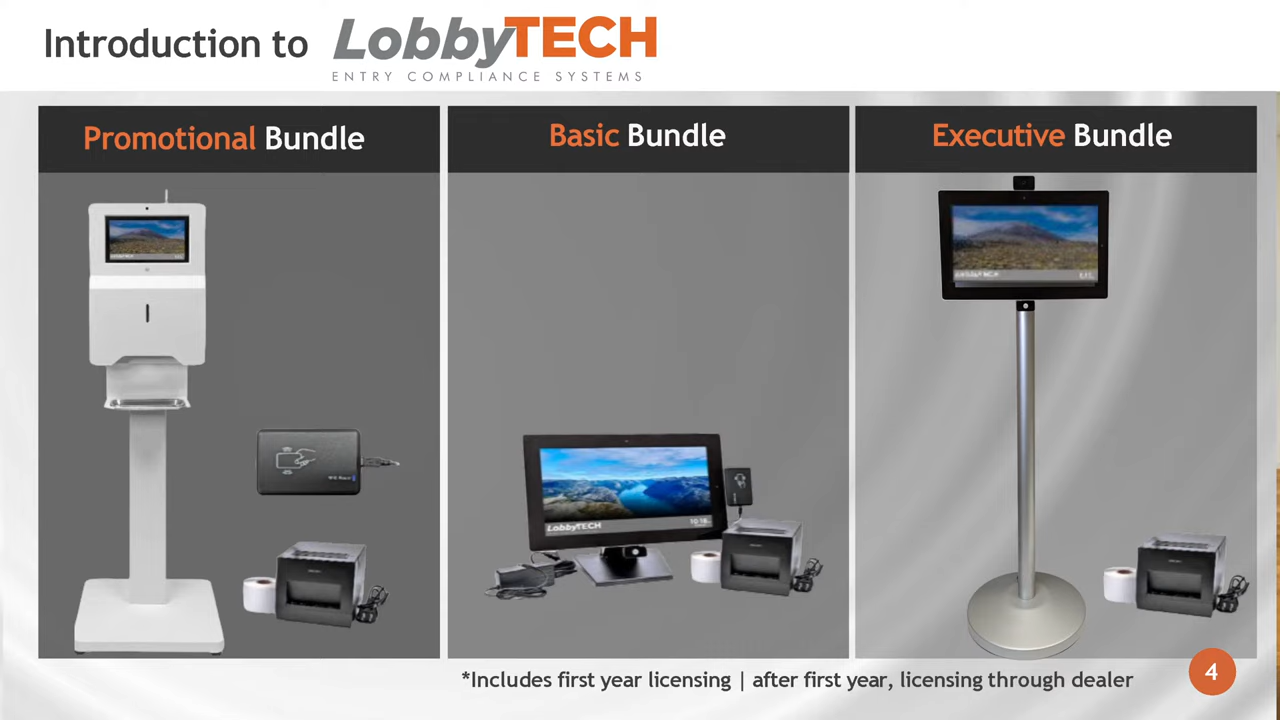 Introduction to LobbyTECH
ENTRY COMPLIANCE SYSTEMS
Promotional Bundle
Basic Bundle
Executive Bundle
LobbyTECH
*Includes first year licensing | after first year, licensing through dealer
4